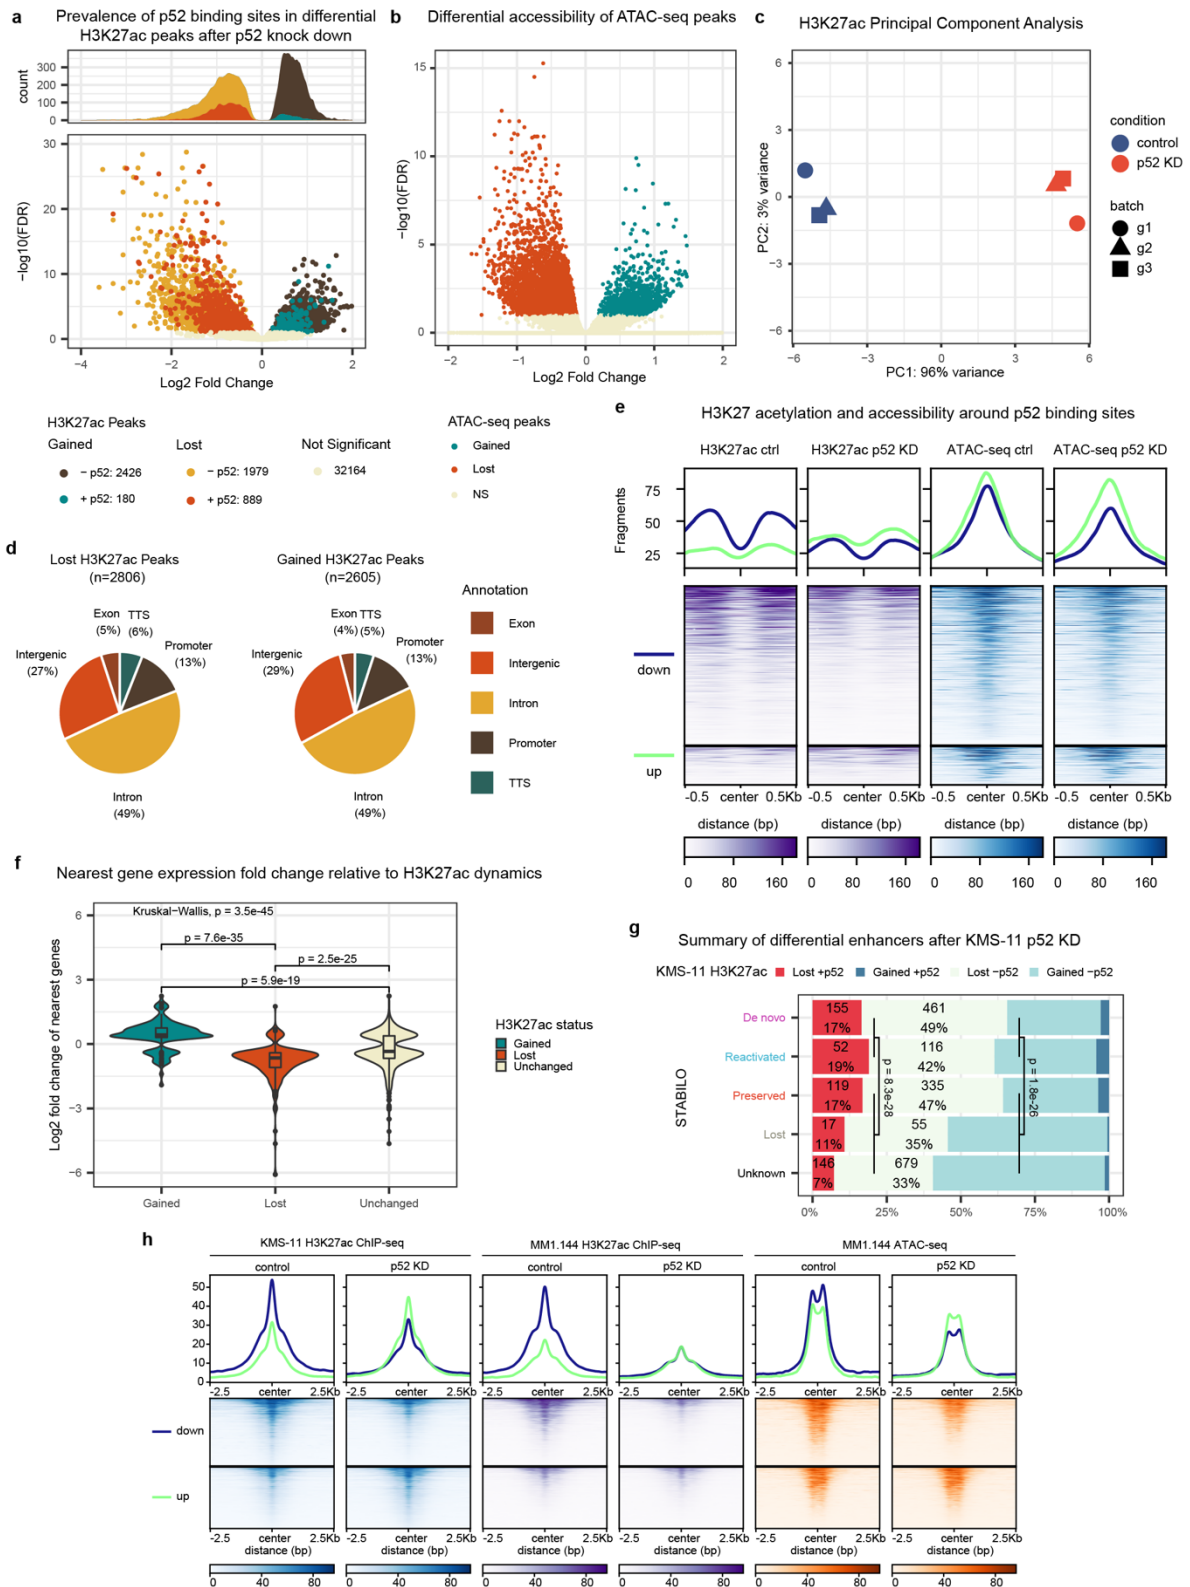 a
Prevalence of p52 binding sites in differential
H3K27ac peaks after p52 knock down
count
300
200
100
0
−log10(FDR)
30
20
10
0
−4
−2
0
2
Log2 Fold Change
H3K27ac Peaks
Gained
Lost
Not Significant
− p52: 2426
− p52: 1979
32164
+ p52: 180
+ p52: 889
b
Differential accessibility of ATAC-seq peaks
−log10(FDR)
15
10
5
0
−2
−1
0
1
2
Log2 Fold Change
ATAC-seq peaks
Gained
Lost
NS
c
H3K27ac Principal Component Analysis
PC2: 3% variance
6
3
0
−3
−6
−6
−3
0
3
6
PC1: 96% variance
condition
control
p52 KD
batch
g1
g2
g3
d
Lost H3K27ac Peaks
(n=2806)
Exon
(5%)
TTS
(6%)
Promoter
(13%)
Intergenic
(27%)
Intron
(49%)
Gained H3K27ac Peaks
(n=2605)
Exon
(4%)
TTS
(5%)
Promoter
(13%)
Intergenic
(29%)
Intron
(49%)
Annotation
Exon
Intergenic
Intron
Promoter
TTS
e
H3K27 acetylation and accessibility around p52 binding sites
H3K27ac ctrl
H3K27ac p52 KD
ATAC-seq ctrl
ATAC-seq p52 KD
Fragments
75
50
25
down
up
-0.5 center 0.5Kb
-0.5 center 0.5Kb
-0.5 center 0.5Kb
-0.5 center 0.5Kb
distance (bp)
distance (bp)
distance (bp)
distance (bp)
0 80 160
0 80 160
0 80 160
0 80 160
f
Nearest gene expression fold change relative to H3K27ac dynamics
Log2 fold change of nearest genes
6
3
0
−3
−6
Kruskal−Wallis, p = 3.5e-45
p = 7.6e-35
p = 2.5e-25
p = 5.9e-19
Gained
Lost
Unchanged
H3K27ac status
Gained
Lost
Unchanged
g
Summary of differential enhancers after KMS-11 p52 KD
KMS-11 H3K27ac
Lost +p52
Gained +p52
Lost −p52
Gained −p52
STABILO
De novo
155
17%
461
49%
Reactivated
52
19%
116
42%
Preserved
119
17%
335
47%
Lost
17
11%
55
35%
Unknown
146
7%
679
33%
p = 8.3e-28
p = 1.8e-26
0%
25%
50%
75%
100%
h
KMS-11 H3K27ac ChIP-seq
MM1.144 H3K27ac ChIP-seq
MM1.144 ATAC-seq
control
p52 KD
control
p52 KD
control
p52 KD
50
40
30
20
10
0
-2.5 center 2.5Kb
-2.5 center 2.5Kb
-2.5 center 2.5Kb
-2.5 center 2.5Kb
-2.5 center 2.5Kb
-2.5 center 2.5Kb
down
up
-2.5 center 2.5Kb
-2.5 center 2.5Kb
-2.5 center 2.5Kb
-2.5 center 2.5Kb
-2.5 center 2.5Kb
-2.5 center 2.5Kb
distance (bp)
distance (bp)
distance (bp)
distance (bp)
distance (bp)
distance (bp)
0 40 80
0 40 80
0 40 80
0 40 80
0 40 80
0 40 80